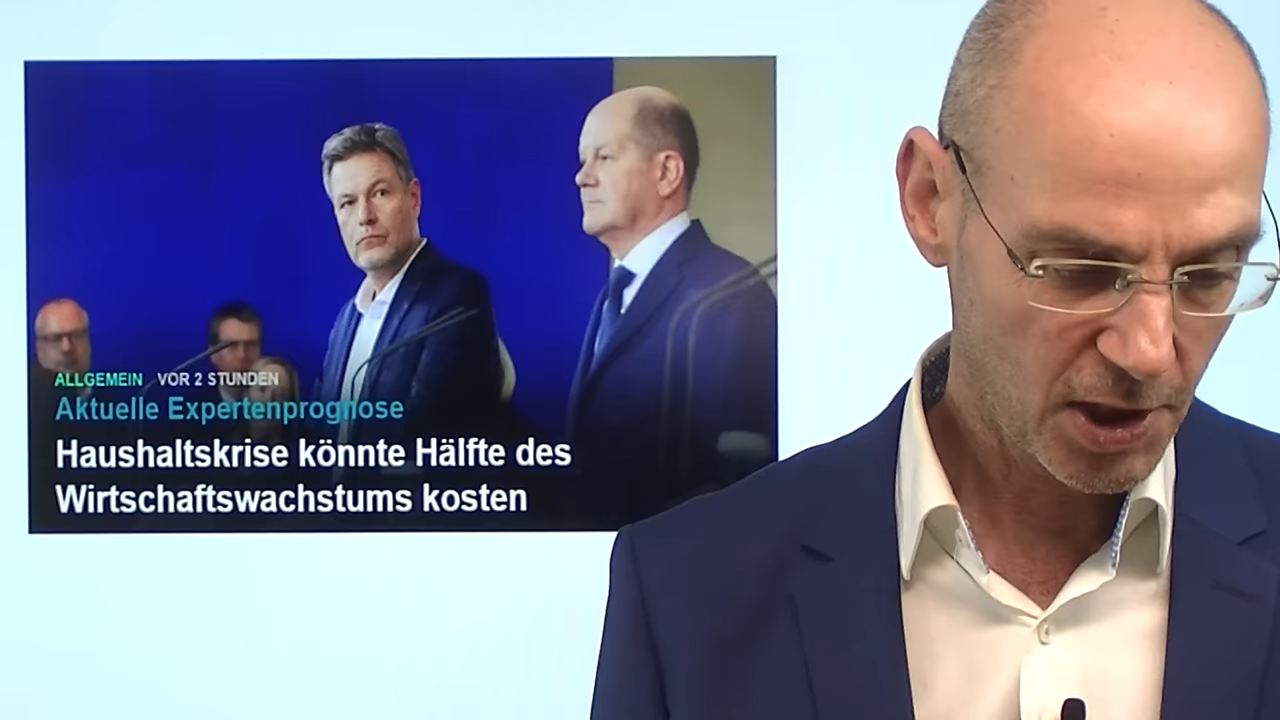 ALLGEMEIN VOR 2 STUNDEN
Aktuelle Expertenprognose
Haushaltskrise könnte Hälfte des
Wirtschaftswachstums kosten